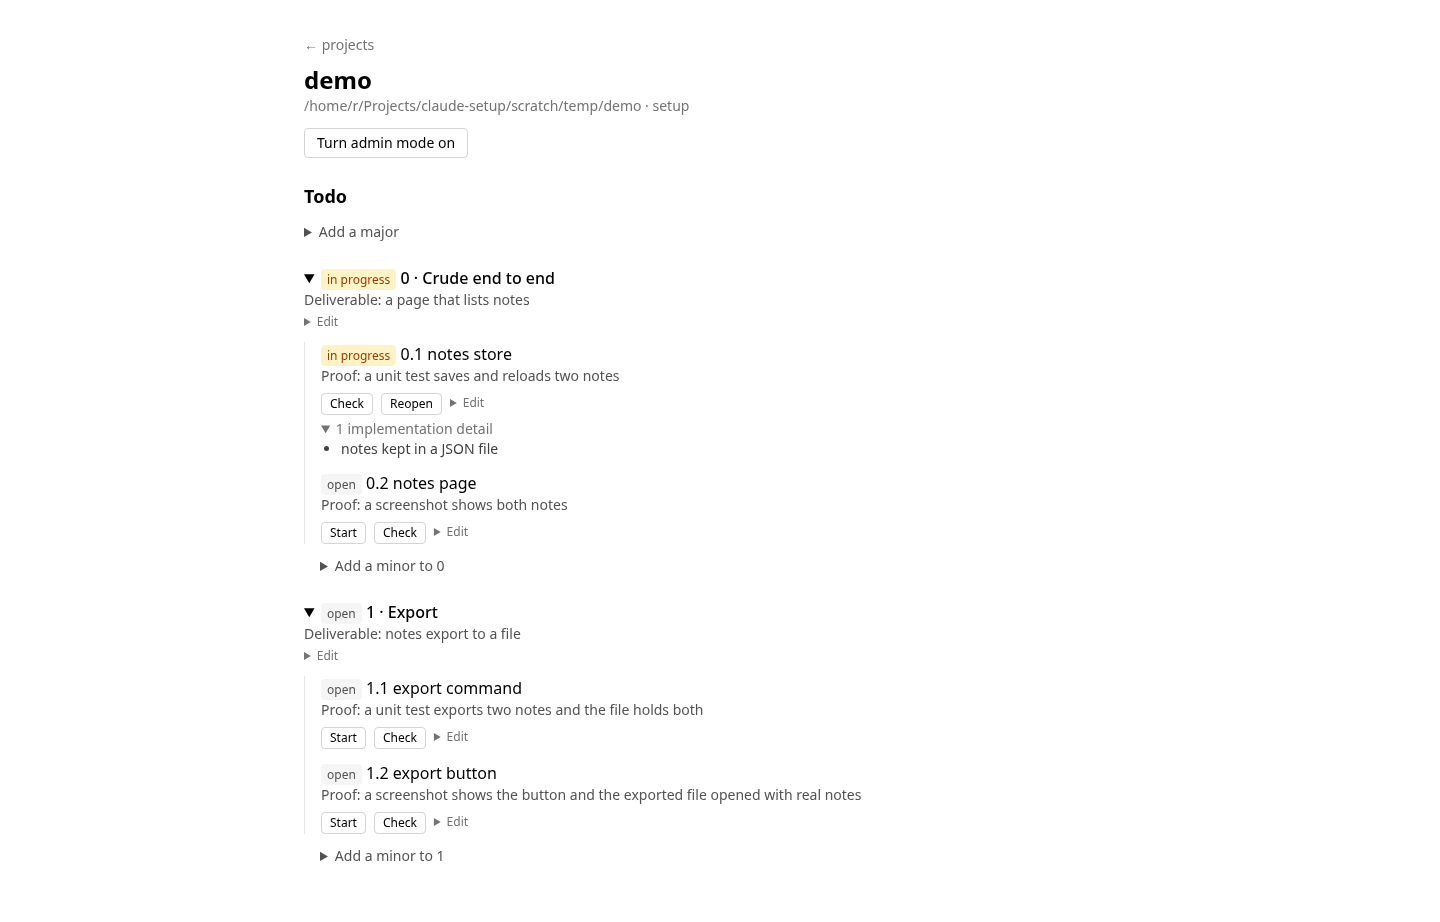 ← projects
demo
/home/r/Projects/claude-setup/scratch/temp/demo · setup
Turn admin mode on
Todo
Add a major
in progress 0 · Crude end to end
Deliverable: a page that lists notes
Edit
in progress 0.1 notes store
Proof: a unit test saves and reloads two notes
Check Reopen Edit
1 implementation detail
notes kept in a JSON file
open 0.2 notes page
Proof: a screenshot shows both notes
Start Check Edit
Add a minor to 0
open 1 · Export
Deliverable: notes export to a file
Edit
open 1.1 export command
Proof: a unit test exports two notes and the file holds both
Start Check Edit
open 1.2 export button
Proof: a screenshot shows the button and the exported file opened with real notes
Start Check Edit
Add a minor to 1